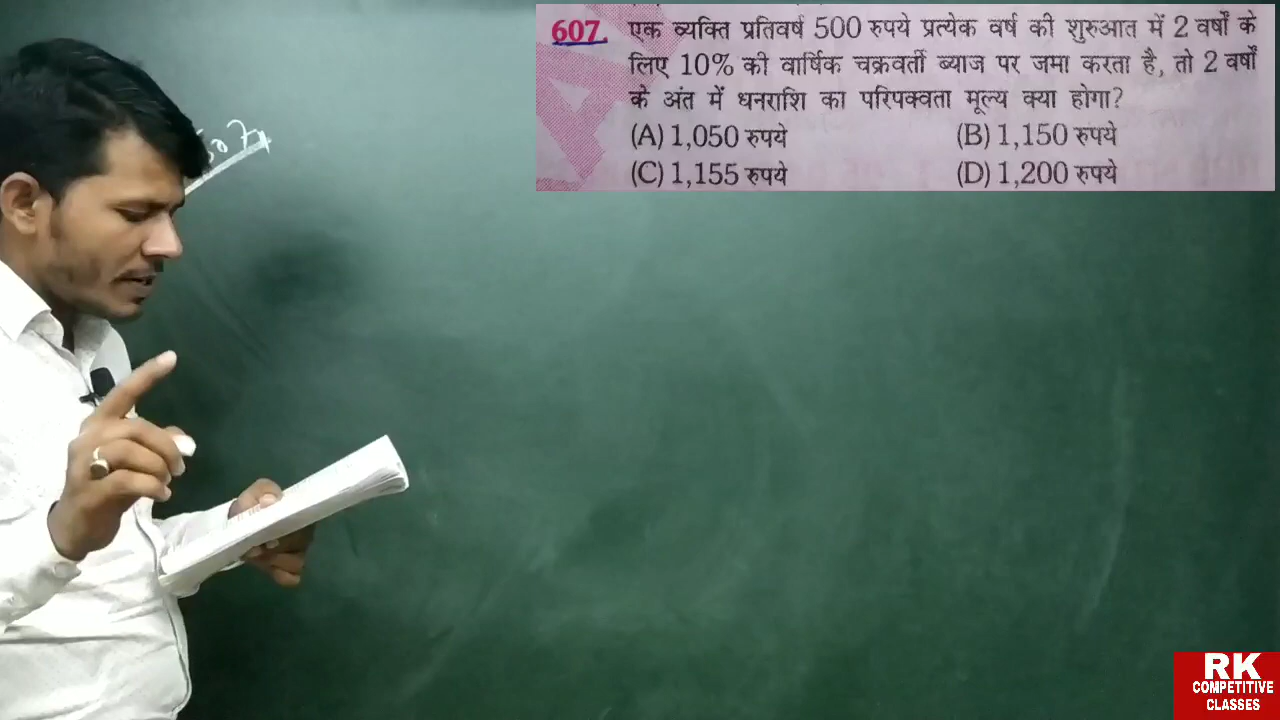 607. एक व्यक्ति प्रतिवर्ष 500 रुपये प्रत्येक वर्ष की शुरुआत में 2 वर्षों के
लिए 10% की वार्षिक चक्रवर्ती ब्याज पर जमा करता है, तो 2 वर्षों
के अंत में धनराशि का परिपक्वता मूल्य क्या होगा?
(A) 1,050 रुपये (B) 1,150 रुपये
(C) 1,155 रुपये (D) 1,200 रुपये
RK
COMPETITIVE
CLASSES